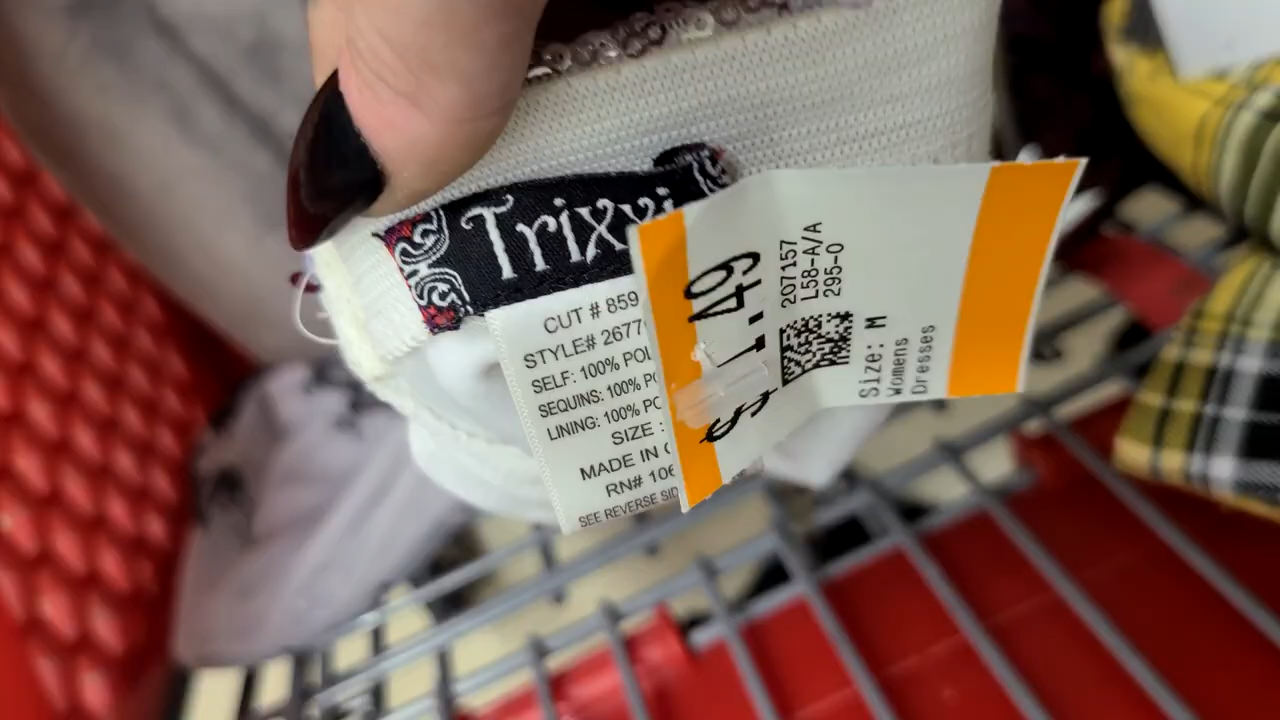 Trixxi
CUT # 859
STYLE# 2677
SELF: 100% POL
SEQUINS: 100% PO
LINING: 100% PO
SIZE :
MADE IN
RN# 106
SEE REVERSE SID
$1.49
207157
L58-A/A
295-0
Size: M
Womens
Dresses